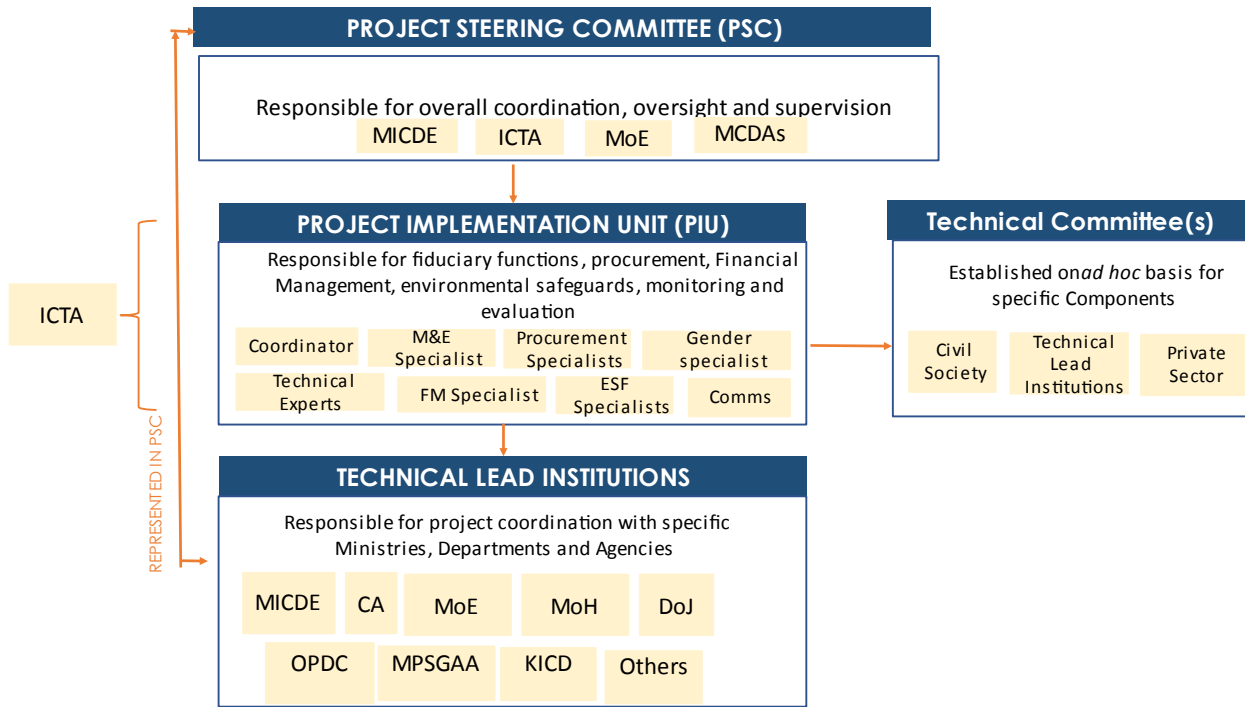 PROJECT STEERING COMMITTEE (PSC)
Responsible for overall coordination, oversight and supervision
MICDE
ICTA
MoE
MCDAs
PROJECT IMPLEMENTATION UNIT (PIU)
Responsible for fiduciary functions, procurement, Financial
Management, environmental safeguards, monitoring and
evaluation
Coordinator
M&E
Specialist
Procurement
Specialists
Gender
specialist
Technical
Experts
FM Specialist
ESF
Specialists
Comms
Technical Committee(s)
Established onad hoc basis for
specific Components
Civil
Society
Technical
Lead
Institutions
Private
Sector
ICTA
REPRESENTED IN PSC
TECHNICAL LEAD INSTITUTIONS
Responsible for project coordination with specific
Ministries, Departments and Agencies
MICDE
CA
MoE
MoH
DoJ
OPDC
MPSGAA
KICD
Others